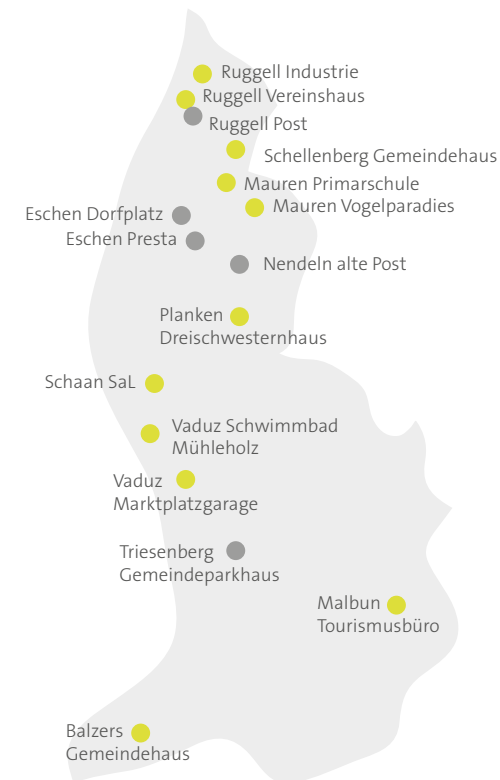 Ruggell Industrie
Ruggell Vereinshaus
Ruggell Post
Schellenberg Gemeindehaus
Mauren Primarschule
Mauren Vogelparadies
Eschen Dorfplatz
Eschen Presta
Nendeln alte Post
Planken
Dreischwesternhaus
Schaan SaL
Vaduz Schwimmbad
Mühleholz
Vaduz
Marktplatzgarage
Triesenberg
Gemeindeparkhaus
Malbun
Tourismusbüro
Balzers
Gemeindehaus